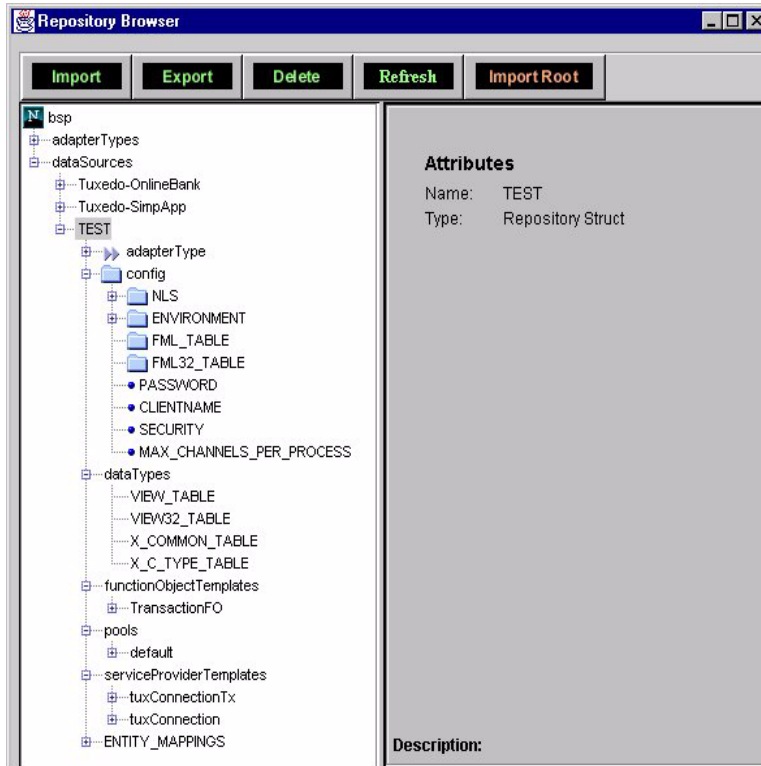 Repository Browser
Import Export Delete Refresh Import Root
N bsp
adapterTypes
dataSources
Tuxedo-OnlineBank
Tuxedo-SimpApp
TEST
adapterType
config
NLS
ENVIRONMENT
FML_TABLE
FML32_TABLE
PASSWORD
CLIENTNAME
SECURITY
MAX_CHANNELS_PER_PROCESS
dataTypes
VIEW_TABLE
VIEW32_TABLE
X_COMMON_TABLE
X_C_TYPE_TABLE
functionObjectTemplates
TransactionFO
pools
default
serviceProviderTemplates
tuxConnectionTx
tuxConnection
ENTITY_MAPPINGS
Attributes
Name: TEST
Type: Repository Struct
Description: